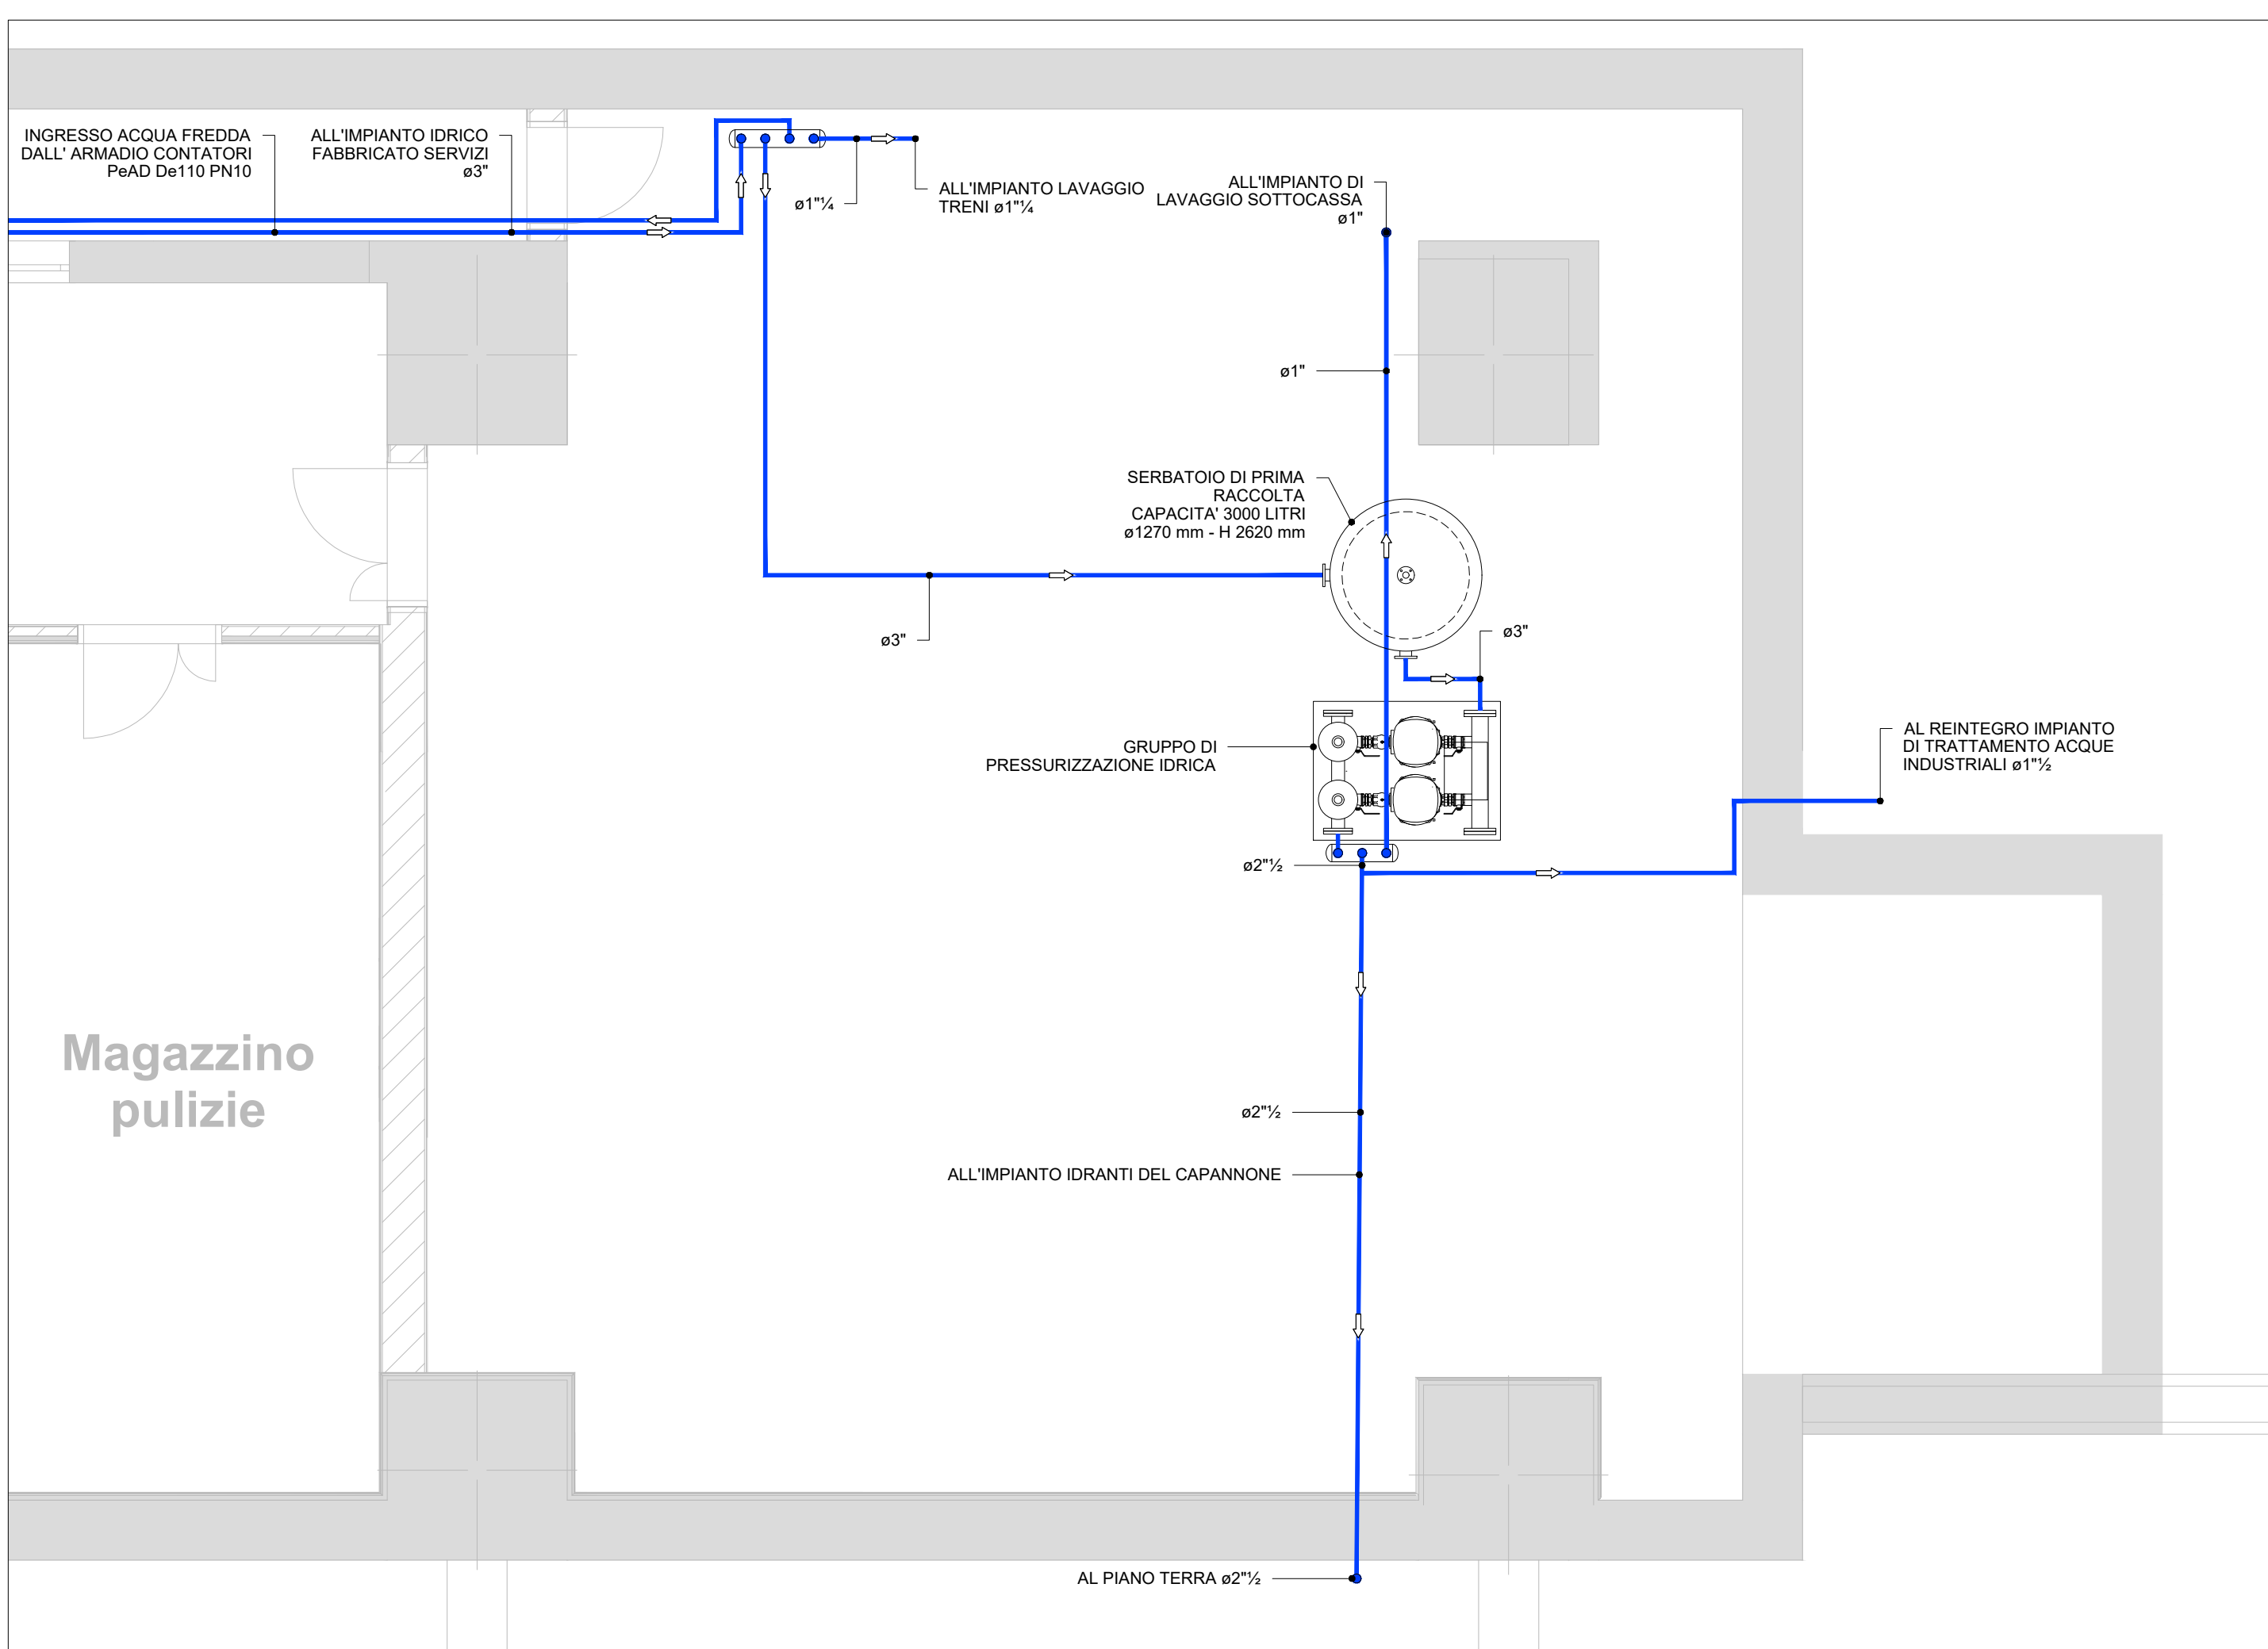 INGRESSO ACQUA FREDDA
DALL' ARMADIO CONTATORI
PeAD De110 PN10
ALL'IMPIANTO IDRICO
FABBRICATO SERVIZI
ø3"
ø1"¼
ALL'IMPIANTO LAVAGGIO
TRENI ø1"¼
ALL'IMPIANTO DI
LAVAGGIO SOTTOCASSA
ø1"
ø1"
SERBATOIO DI PRIMA
RACCOLTA
CAPACITA' 3000 LITRI
ø1270 mm - H 2620 mm
ø3"
ø3"
GRUPPO DI
PRESSURIZZAZIONE IDRICA
AL REINTEGRO IMPIANTO
DI TRATTAMENTO ACQUE
INDUSTRIALI ø1"½
ø2"½
Magazzino
pulizie
ø2"½
ALL'IMPIANTO IDRANTI DEL CAPANNONE
AL PIANO TERRA ø2"½